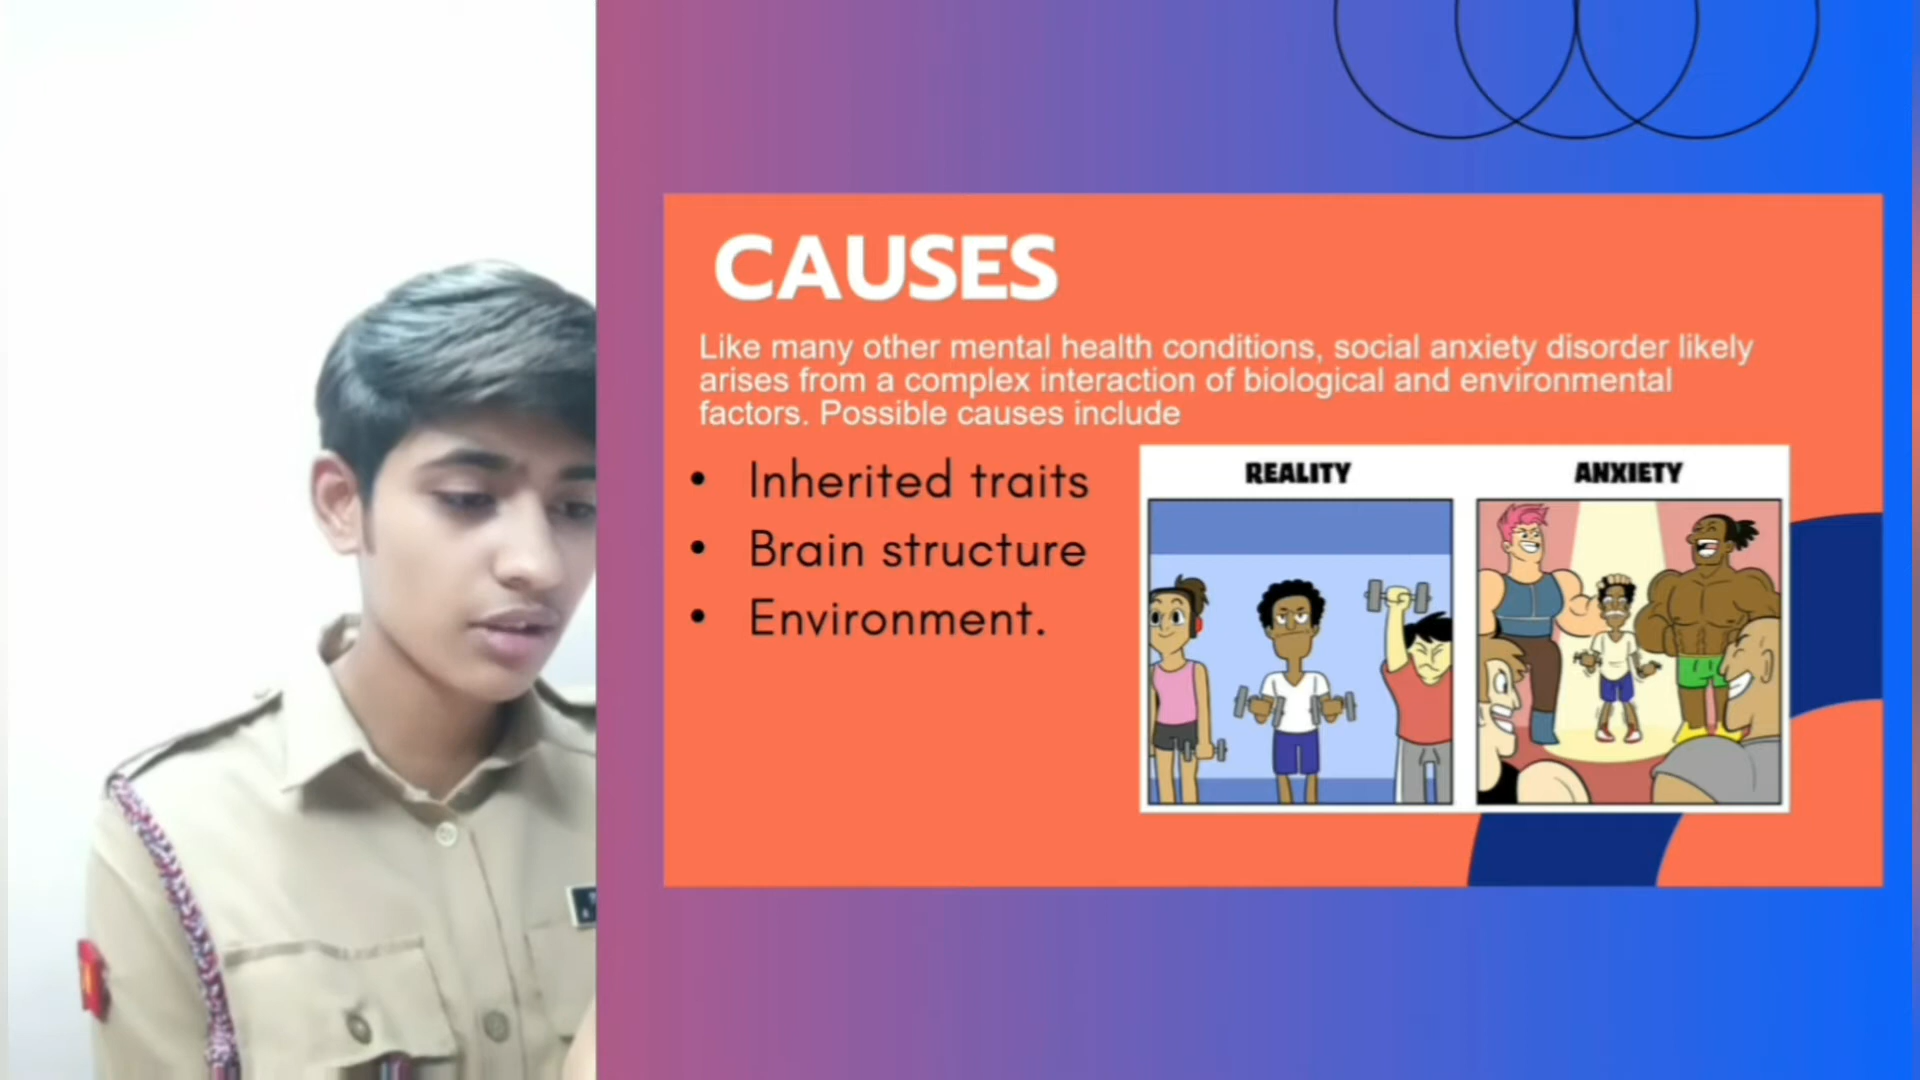 CAUSES
Like many other mental health conditions, social anxiety disorder likely
arises from a complex interaction of biological and environmental
factors. Possible causes include
• Inherited traits
• Brain structure
• Environment.
REALITY
ANXIETY